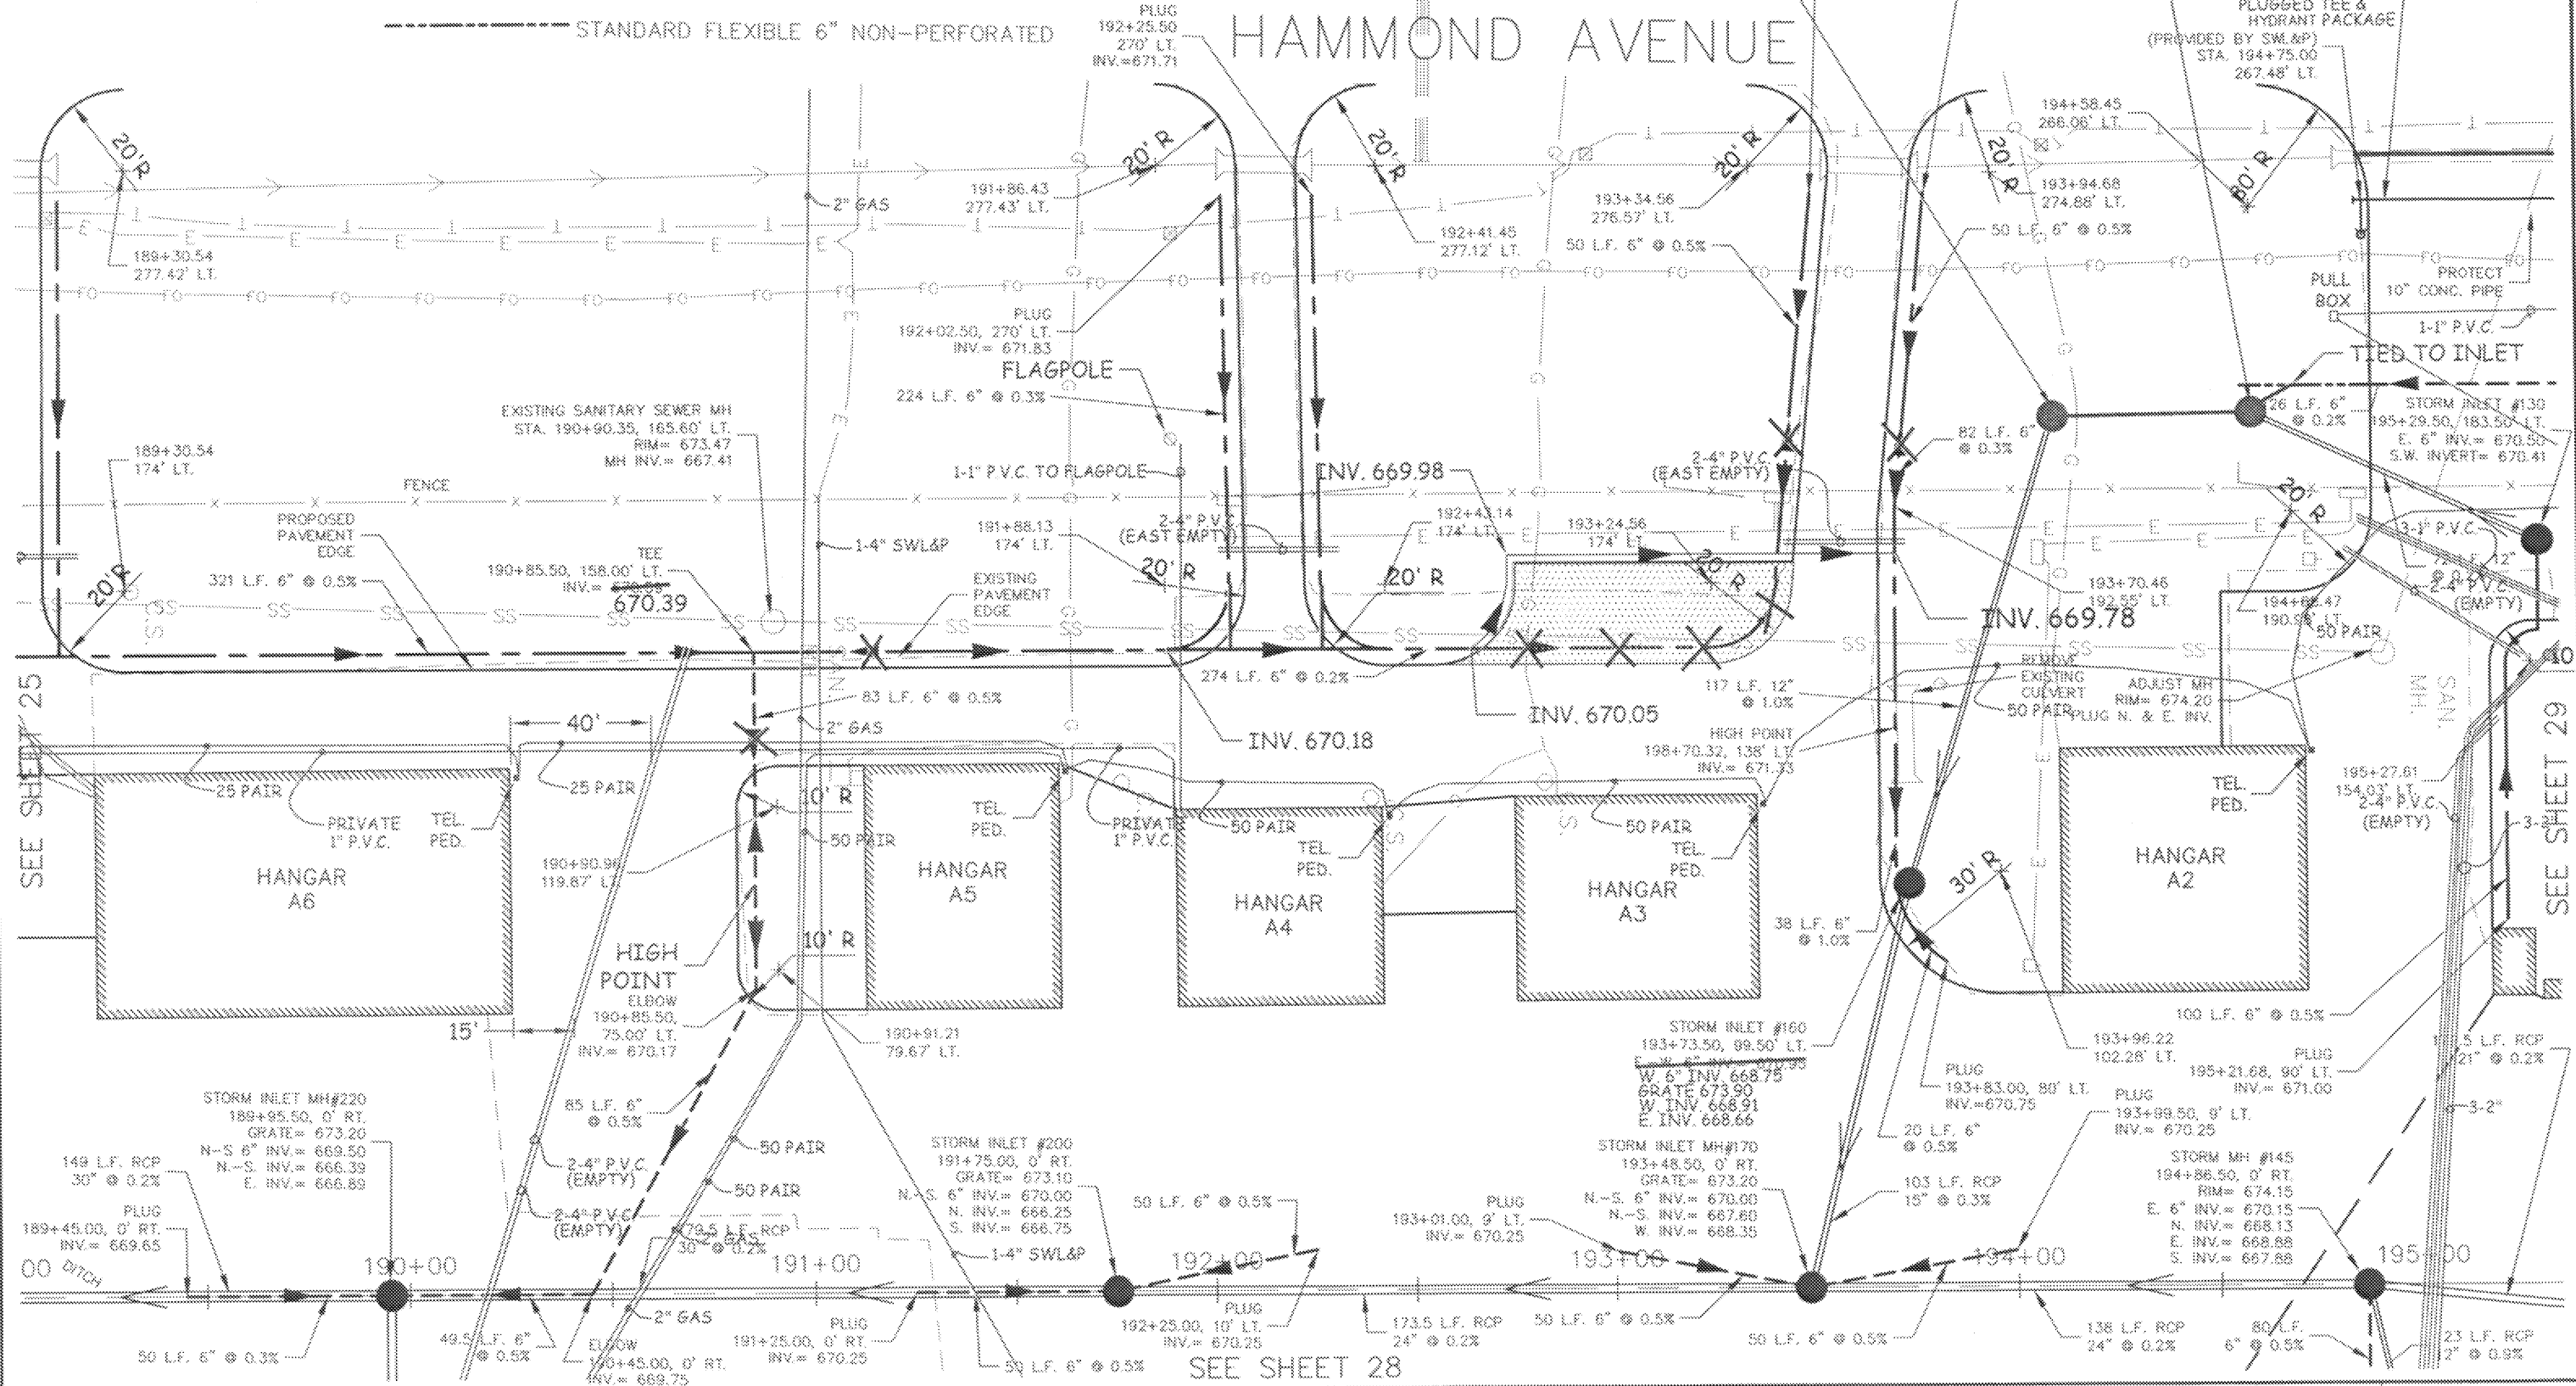 STANDARD FLEXIBLE 6" NON-PERFORATED
HAMMOND AVENUE
PLUG
192+25.50
270' LT.
INV.=671.71
PLUGGED TEE &
HYDRANT PACKAGE
(PROVIDED BY SWL&P)
STA. 194+75.00
267.48' LT.
20' R
189+30.54
277.42' LT.
2" GAS
191+86.43
277.43' LT.
20' R
20' R
192+41.45
277.12' LT.
193+34.56
276.57' LT.
20' R
50 L.F. 6" @ 0.5%
20' R
193+94.68
274.88' LT.
50 L.F. 6" @ 0.5%
194+58.45
266.06' LT.
80' R
PULL
BOX
PROTECT
10" CONC. PIPE
1-1" P.V.C.
TIED TO INLET
PLUG
192+02.50, 270' LT.
INV.= 671.83
FLAGPOLE
224 L.F. 6" @ 0.3%
1-1" P.V.C. TO FLAGPOLE
EXISTING SANITARY SEWER MH
STA. 190+90.35, 165.60' LT.
RIM= 673.47
MH INV.= 667.41
189+30.54
174' LT.
FENCE
PROPOSED
PAVEMENT
EDGE
321 L.F. 6" @ 0.5%
20' R
TEE
190+85.50, 158.00' LT.
INV.=
670.39
1-4" SWL&P
EXISTING
PAVEMENT
EDGE
191+88.13
174' LT.
2-4" P.V.C.
(EAST EMPTY)
20' R
20' R
INV. 669.98
192+43.14
174' LT.
193+24.56
174' LT.
20' R
2-4" P.V.C.
(EAST EMPTY)
82 L.F. 6"
@ 0.3%
193+70.46
192.55' LT.
INV. 669.78
26 L.F. 6"
@ 0.2%
STORM INLET #130
195+29.50, 183.50' LT.
E. 6" INV.= 670.50
S.W. INVERT= 670.41
20' R
3-1" P.V.C.
2-4" P.V.C.
(EMPTY)
50 PAIR
83 L.F. 6" @ 0.5%
274 L.F. 6" @ 0.2%
INV. 670.18
INV. 670.05
117 L.F. 12"
@ 1.0%
HIGH POINT
198+70.32, 138' LT.
INV.= 671.33
REMOVE
EXISTING
CULVERT
50 PAIR
ADJUST MH
RIM= 674.20
PLUG N. & E. INV.
SAN.
MH.
SEE SHEET 25
SEE SHEET 29
40'
25 PAIR
PRIVATE
1" P.V.C.
25 PAIR
TEL.
PED.
HANGAR
A6
2" GAS
10' R
50 PAIR
190+90.96
119.87' LT.
HANGAR
A5
TEL.
PED.
PRIVATE
1" P.V.C.
50 PAIR
TEL.
PED.
HANGAR
A4
50 PAIR
TEL.
PED.
HANGAR
A3
HANGAR
A2
TEL.
PED.
30' R
195+27.61
154.03' LT.
2-4" P.V.C.
(EMPTY)
HIGH
POINT
10' R
15'
ELBOW
190+85.50,
75.00' LT.
INV.= 670.17
190+91.21
79.67' LT.
38 L.F. 6"
@ 1.0%
STORM INLET #160
193+73.50, 99.50' LT.
W. 6" INV. 668.75
GRATE 673.90
W. INV. 668.91
E. INV. 668.66
193+96.22
102.28' LT.
100 L.F. 6" @ 0.5%
PLUG
195+21.68, 90' LT.
INV.= 671.00
PLUG
193+83.00, 80' LT.
INV.=670.75
20 L.F. 6"
@ 0.5%
PLUG
193+99.50, 9' LT.
INV.= 670.25
3-2"
STORM INLET MH#220
189+95.50, 0' RT.
GRATE= 673.20
N-S 6" INV.= 669.50
N.-S. INV.= 666.39
E. INV.= 666.89
149 L.F. RCP
30" @ 0.2%
PLUG
189+45.00, 0' RT.
INV.= 669.65
85 L.F. 6"
@ 0.5%
50 PAIR
2-4" P.V.C.
(EMPTY)
50 PAIR
2-4" P.V.C.
(EMPTY)
79.5 L.F. RCP
30" @ 0.2%
2" GAS
STORM INLET #200
191+75.00, 0' RT.
GRATE= 673.10
N.-S. 6" INV.= 670.00
N. INV.= 666.25
S. INV.= 666.75
1-4" SWL&P
50 L.F. 6" @ 0.5%
PLUG
193+01.00, 9' LT.
INV.= 670.25
STORM INLET MH#170
193+48.50, 0' RT.
GRATE= 673.20
N.-S. 6" INV.= 670.00
N.-S. INV.= 667.60
W. INV.= 668.35
103 L.F. RCP
15" @ 0.3%
STORM MH #145
194+86.50, 0' RT.
RIM= 674.15
E. 6" INV.= 670.15
N. INV.= 668.13
E. INV.= 668.88
S. INV.= 667.88
00
DITCH
190+00
191+00
192+00
193+00
194+00
195+00
50 L.F. 6" @ 0.3%
49.5 L.F. 6"
@ 0.5%
ELBOW
190+45.00, 0' RT.
INV.= 669.75
2" GAS
PLUG
191+25.00, 0' RT.
INV.= 670.25
50 L.F. 6" @ 0.5%
PLUG
192+25.00, 10' LT.
INV.= 670.25
173.5 L.F. RCP
24" @ 0.2%
50 L.F. 6" @ 0.5%
50 L.F. 6" @ 0.5%
138 L.F. RCP
24" @ 0.2%
80 L.F.
6" @ 0.5%
23 L.F. RCP
2" @ 0.9%
SEE SHEET 28